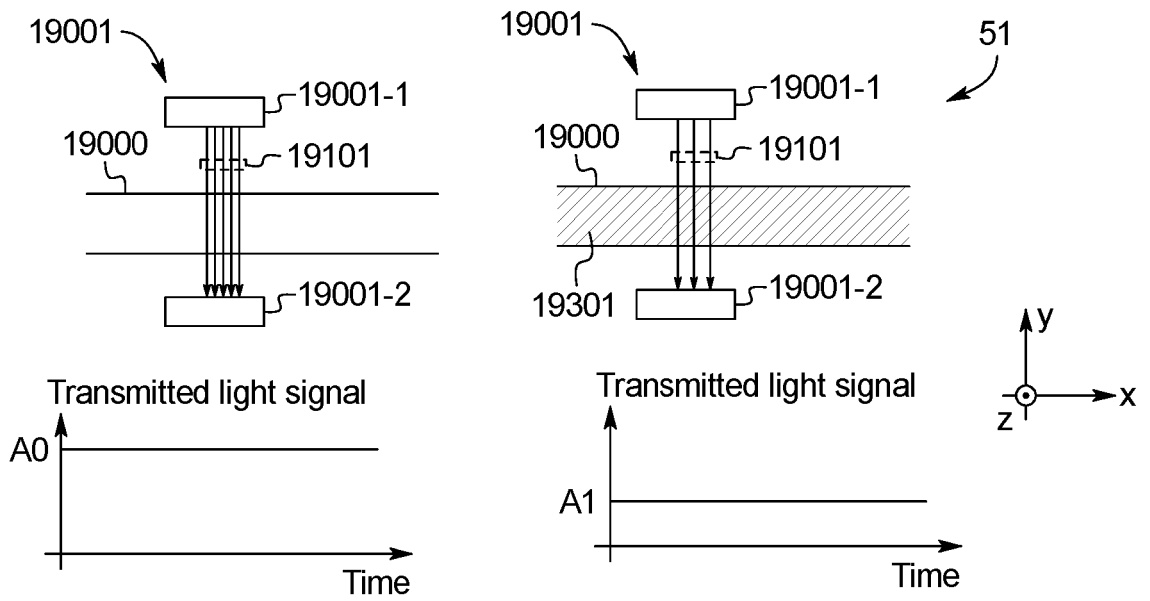 19001
19001-1
19000
19101
19001-2
Transmitted light signal
A0
Time
19001
51
19001-1
19000
19101
19001-2
19301
Transmitted light signal
A1
Time
y
x
z